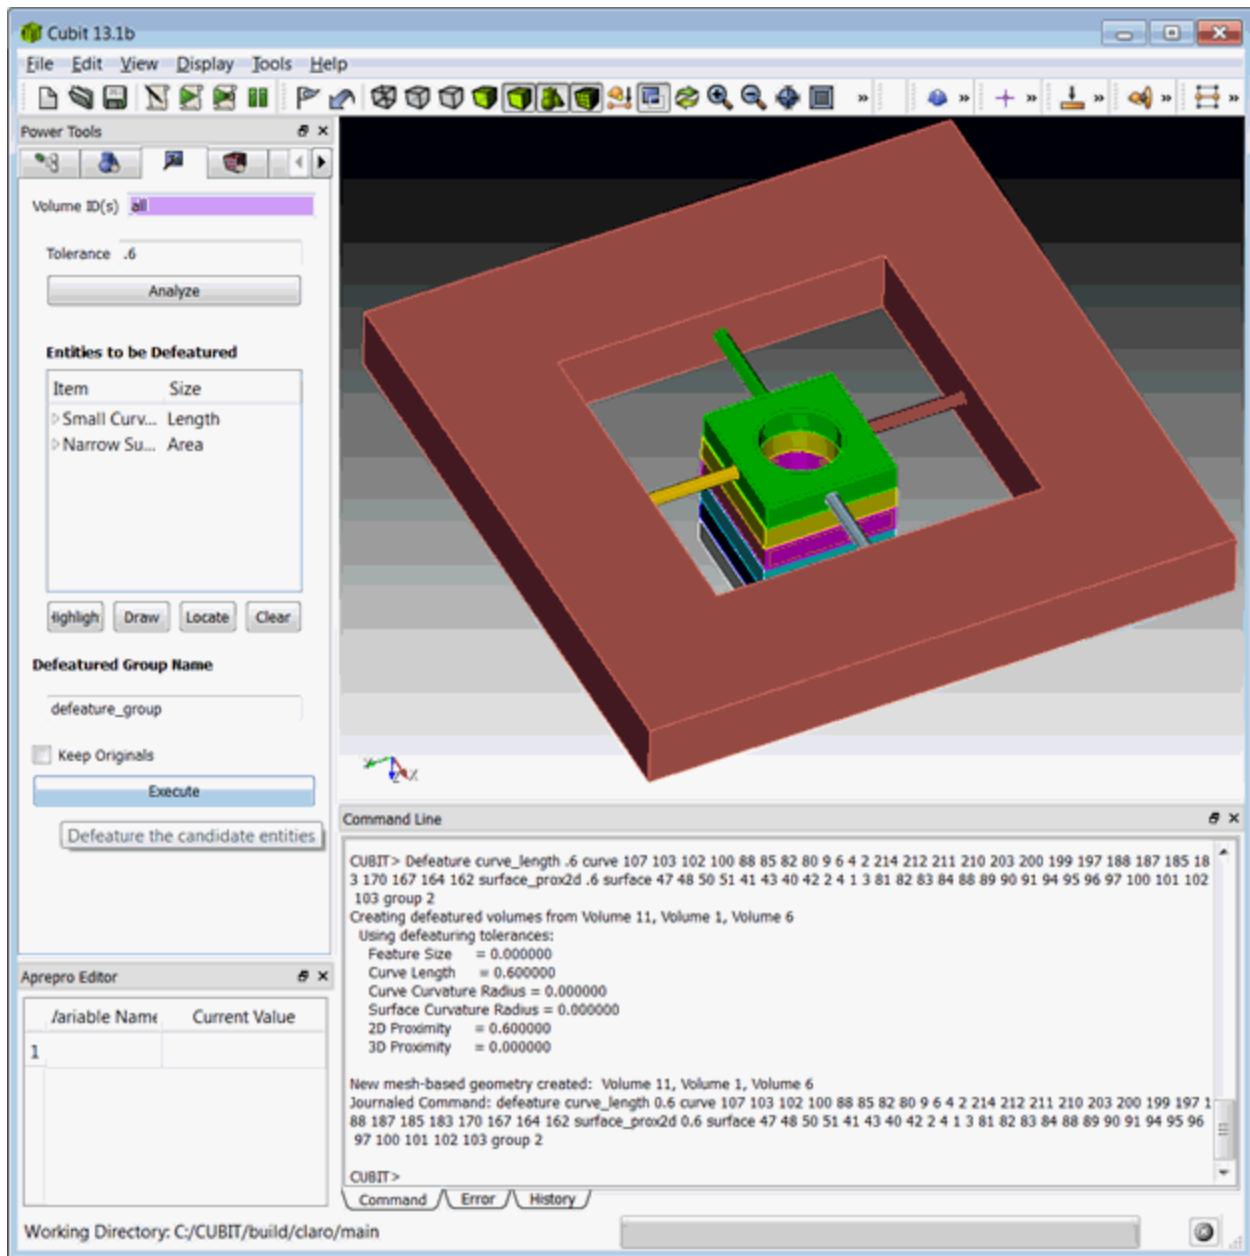 Cubit 13.1b
File Edit View Display Tools Help
» » » » » »
Power Tools
Volume ID(s) all
Tolerance .6
Analyze
Entities to be Defeatured
Item Size
Small Curv... Length
Narrow Su... Area
Highligh Draw Locate Clear
Defeatured Group Name
defeature_group
Keep Originals
Execute
Defeature the candidate entities
Aprepro Editor
Variable Name Current Value
1
Z X
Command Line
CUBIT> Defeature curve_length .6 curve 107 103 102 100 88 85 82 80 9 6 4 2 214 212 211 210 203 200 199 197 188 187 185 18
3 170 167 164 162 surface_prox2d .6 surface 47 48 50 51 41 43 40 42 2 4 1 3 81 82 83 84 88 89 90 91 94 95 96 97 100 101 102
103 group 2
Creating defeatured volumes from Volume 11, Volume 1, Volume 6
Using defeaturing tolerances:
Feature Size = 0.000000
Curve Length = 0.600000
Curve Curvature Radius = 0.000000
Surface Curvature Radius = 0.000000
2D Proximity = 0.600000
3D Proximity = 0.000000
New mesh-based geometry created: Volume 11, Volume 1, Volume 6
Journaled Command: defeature curve_length 0.6 curve 107 103 102 100 88 85 82 80 9 6 4 2 214 212 211 210 203 200 199 197 1
88 187 185 183 170 167 164 162 surface_prox2d 0.6 surface 47 48 50 51 41 43 40 42 2 4 1 3 81 82 83 84 88 89 90 91 94 95 96
97 100 101 102 103 group 2
CUBIT>
Command Error History
Working Directory: C:/CUBIT/build/claro/main